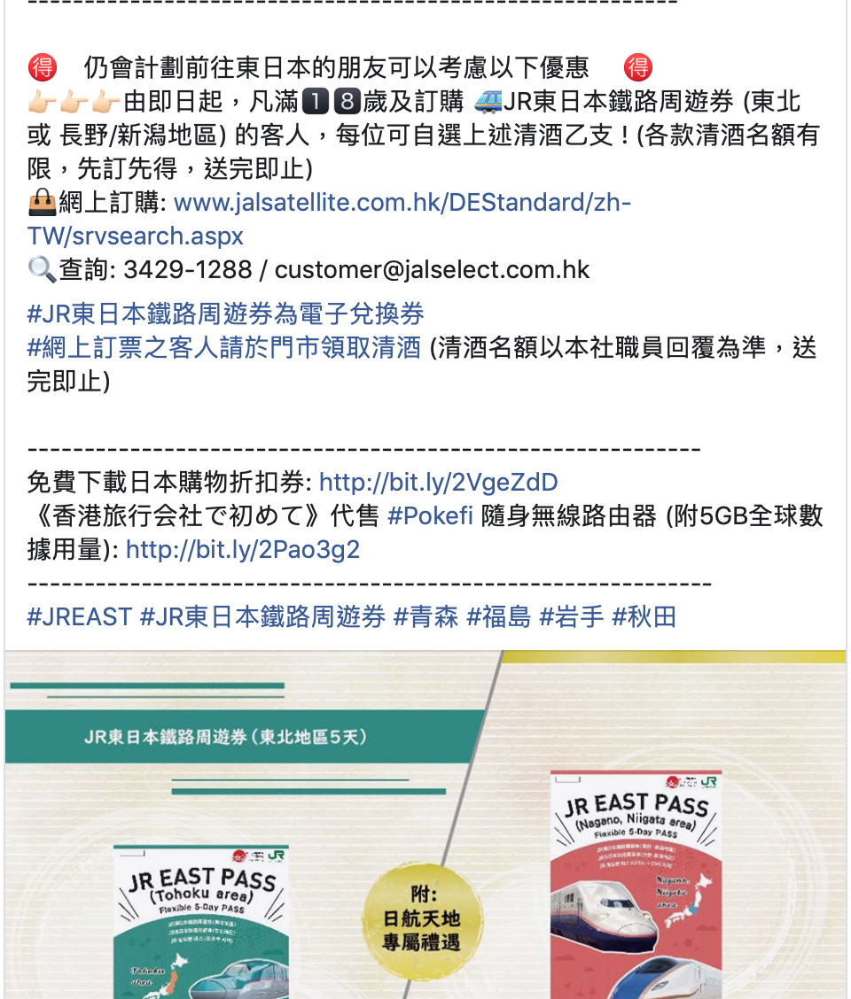 ------------------------------------------------------------
🉐 仍會計劃前往東日本的朋友可以考慮以下優惠 🉐
👉🏻👉🏻👉🏻由即日起，凡滿1️⃣8️⃣歲及訂購 🚈JR東日本鐵路周遊券 (東北
或 長野/新潟地區) 的客人，每位可自選上述清酒乙支 ! (各款清酒名額有
限，先訂先得，送完即止)
👜網上訂購: www.jalsatellite.com.hk/DEStandard/zh-
TW/srvsearch.aspx
🔍查詢: 3429-1288 / customer@jalselect.com.hk
#JR東日本鐵路周遊券為電子兌換券
#網上訂票之客人請於門市領取清酒 (清酒名額以本社職員回覆為準，送
完即止)
------------------------------------------------------------
免費下載日本購物折扣券: http://bit.ly/2VgeZdD
《香港旅行会社で初めて》代售 #Pokefi 隨身無線路由器 (附5GB全球數
據用量): http://bit.ly/2Pao3g2
-------------------------------------------------------------
#JREAST #JR東日本鐵路周遊券 #青森 #福島 #岩手 #秋田
JR東日本鐵路周遊券（東北地區5天）
JR
JR EAST PASS
(Tohoku area)
Flexible 5-Day PASS
Tohoku
area
附:
日航天地
專屬禮遇
JR
JR EAST PASS
(Nagano, Niigata area)
Flexible 5-Day PASS
Nagano,
Niigata
area